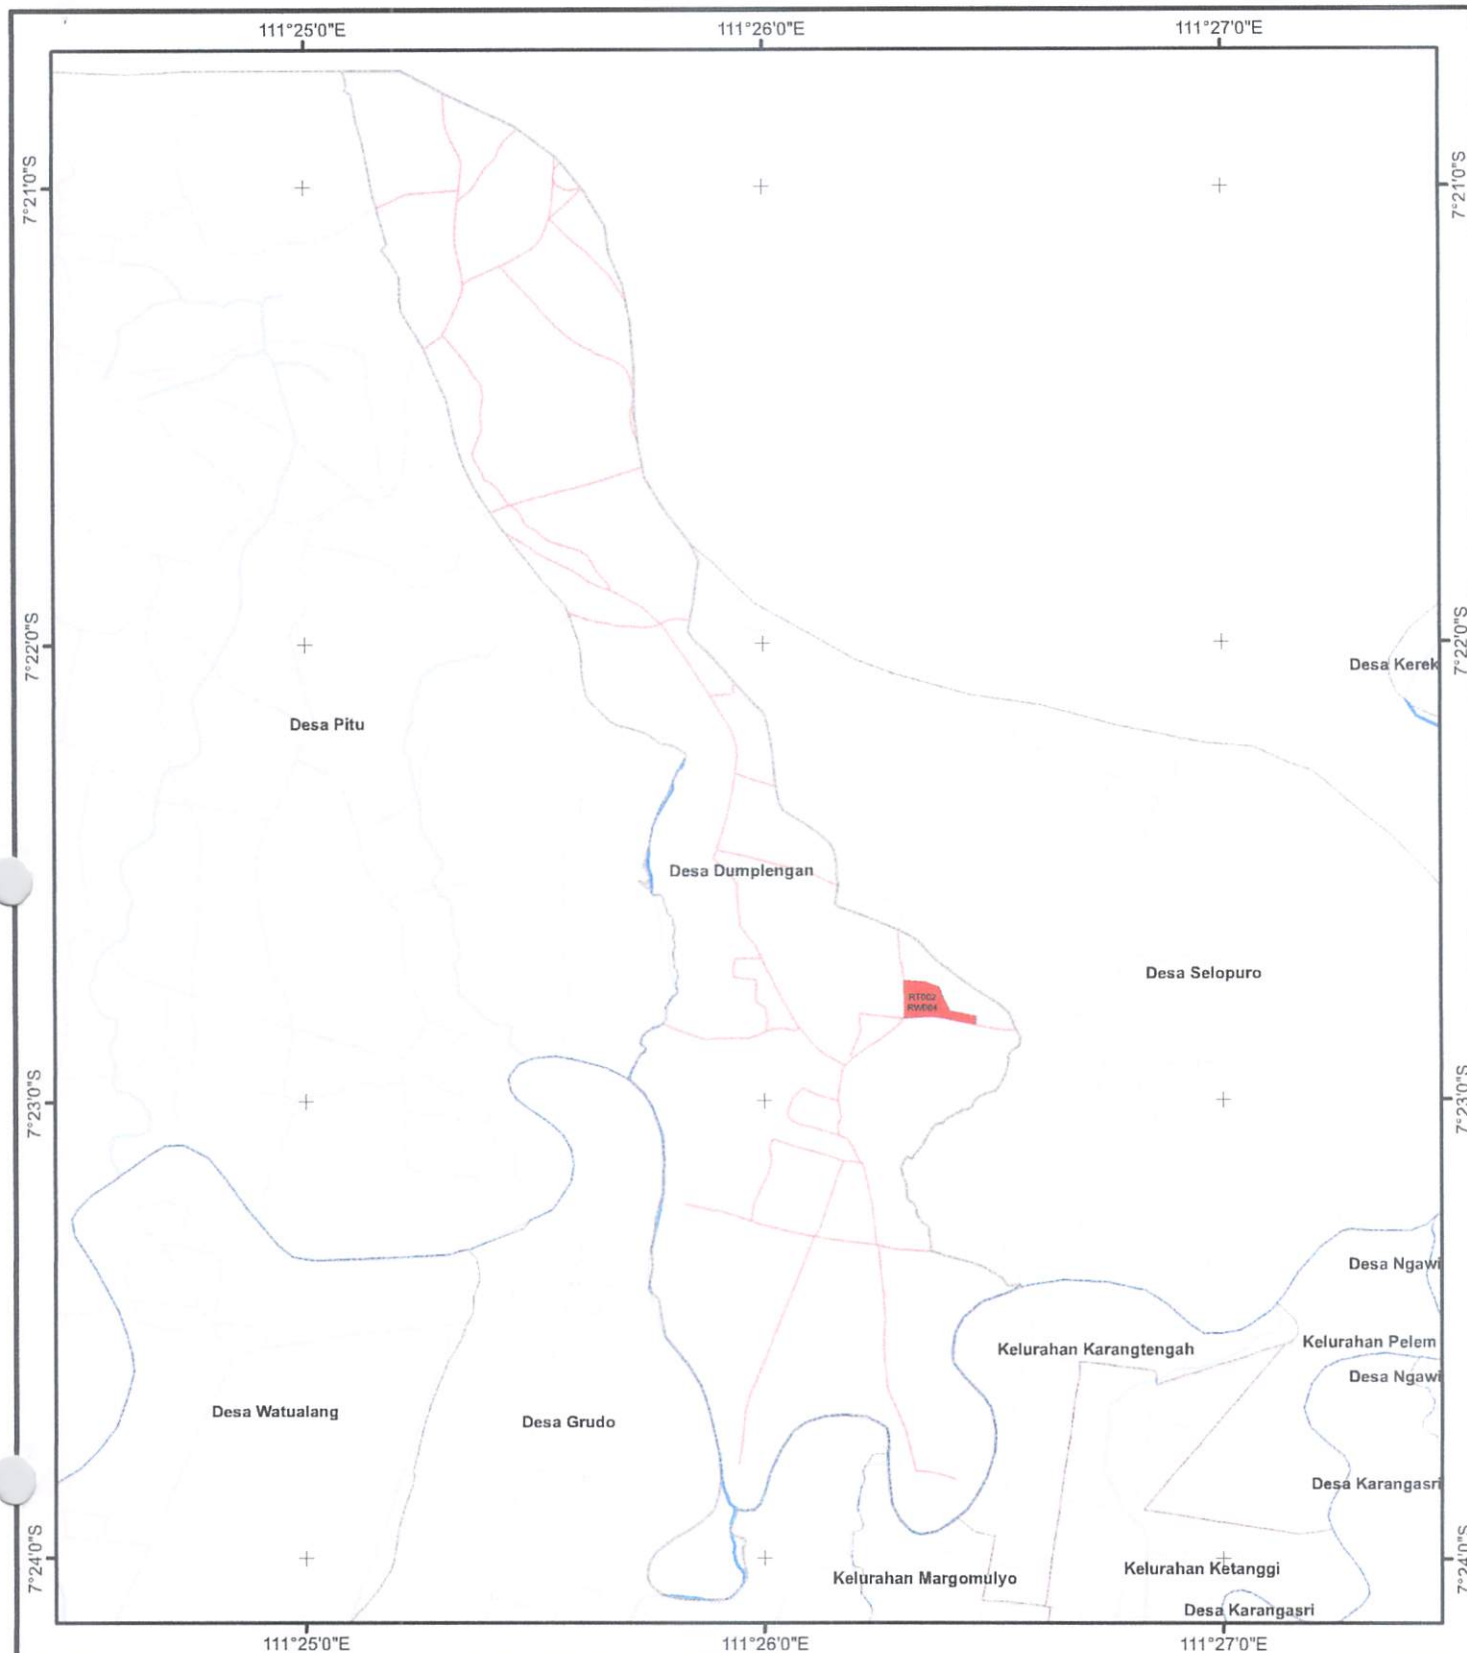 111°25'0"E
111°26'0"E
111°27'0"E
7°21'0"S
7°21'0"S
7°22'0"S
7°22'0"S
Desa Kerek
Desa Pitu
Desa Dumplengan
Desa Selopuro
RT002
RW004
7°23'0"S
7°23'0"S
Desa Ngawi
Kelurahan Karangtengah
Kelurahan Pelem
Desa Ngawi
Desa Watualang
Desa Grudo
Desa Karangasri
7°24'0"S
7°24'0"S
Kelurahan Margomulyo
Kelurahan Ketanggi
Desa Karangasri
111°25'0"E
111°26'0"E
111°27'0"E